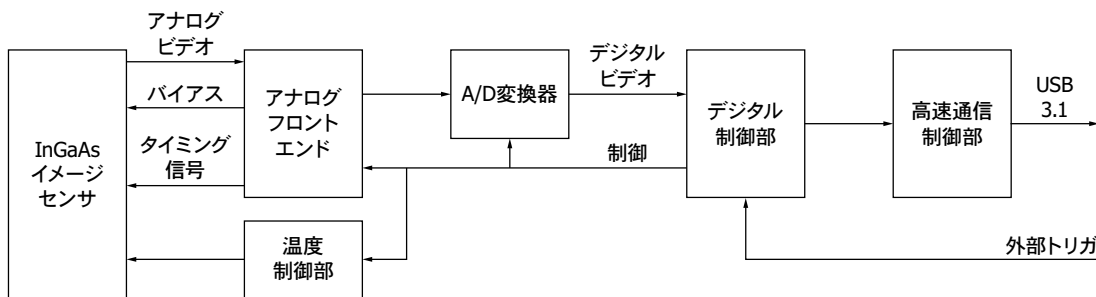 アナログ
ビデオ
バイアス
タイミング
信号
InGaAs
イメージ
センサ
アナログ
フロント
エンド
A/D変換器
デジタル
ビデオ
制御
デジタル
制御部
高速通信
制御部
USB
3.1
外部トリガ
温度
制御部